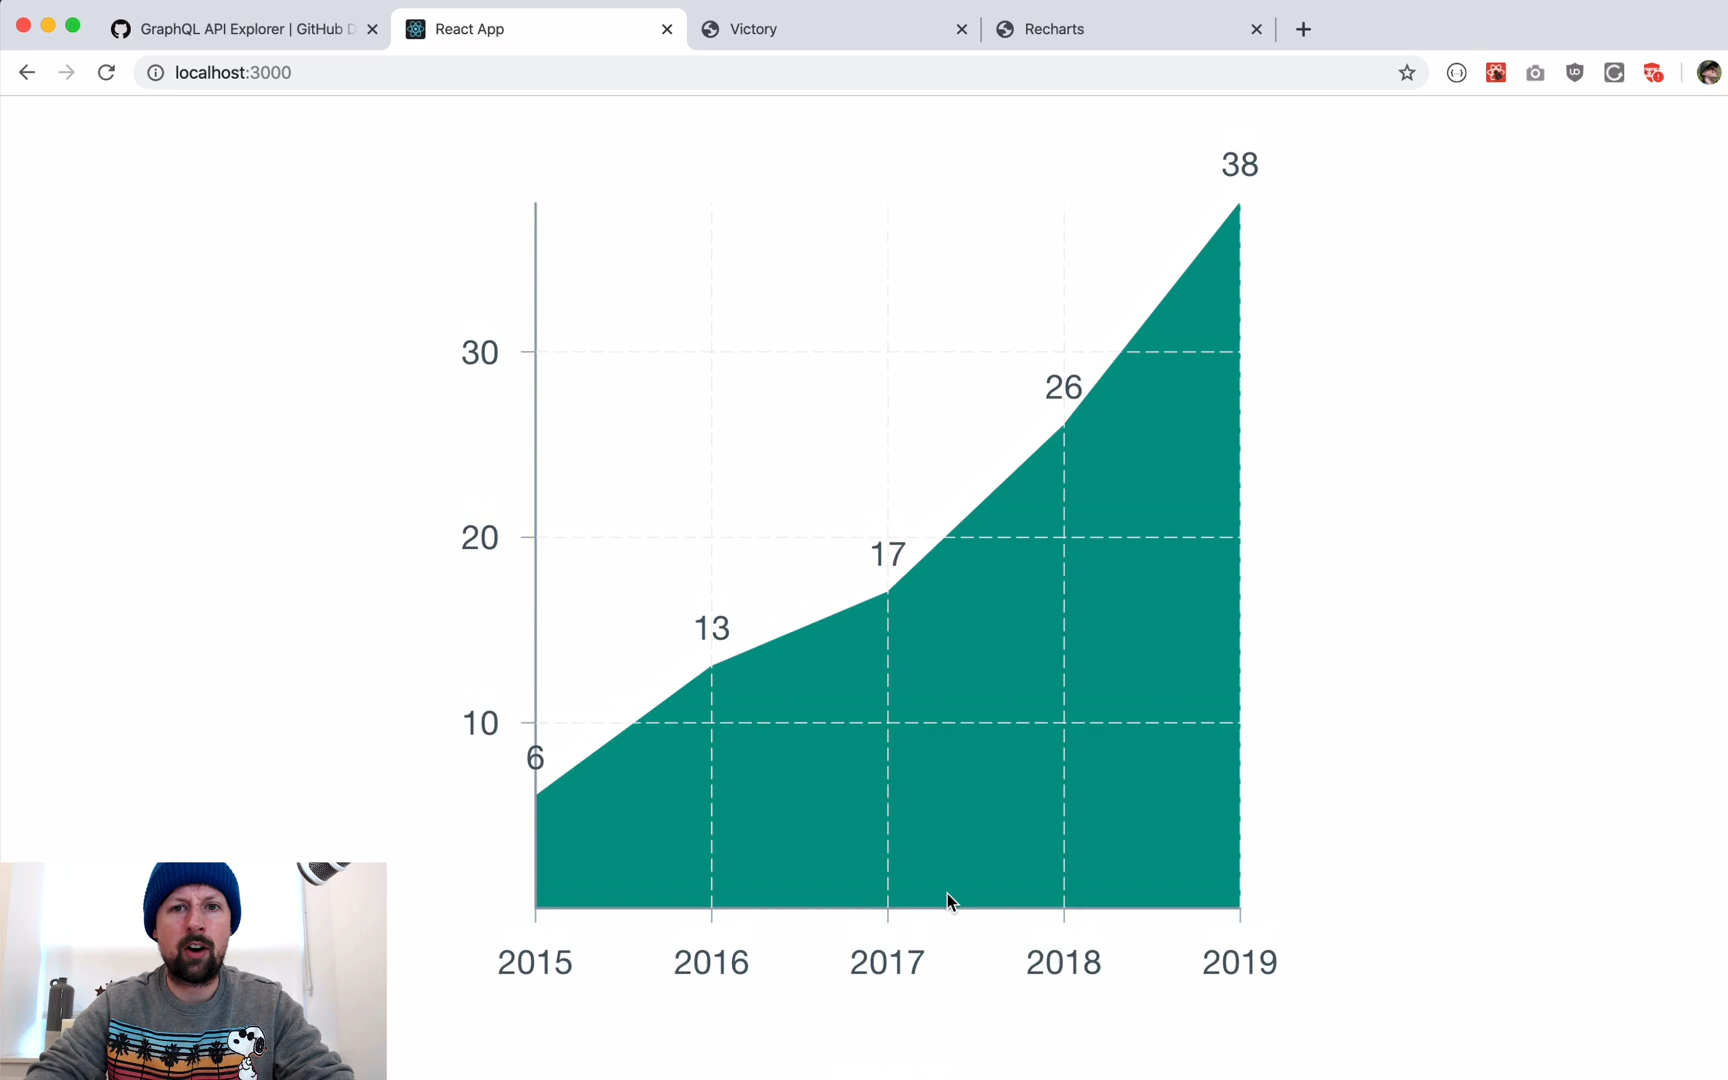 GraphQL API Explorer | GitHub D
React App
Victory
Recharts
localhost:3000
38
30
26
20
17
13
10
6
2015
2016
2017
2018
2019